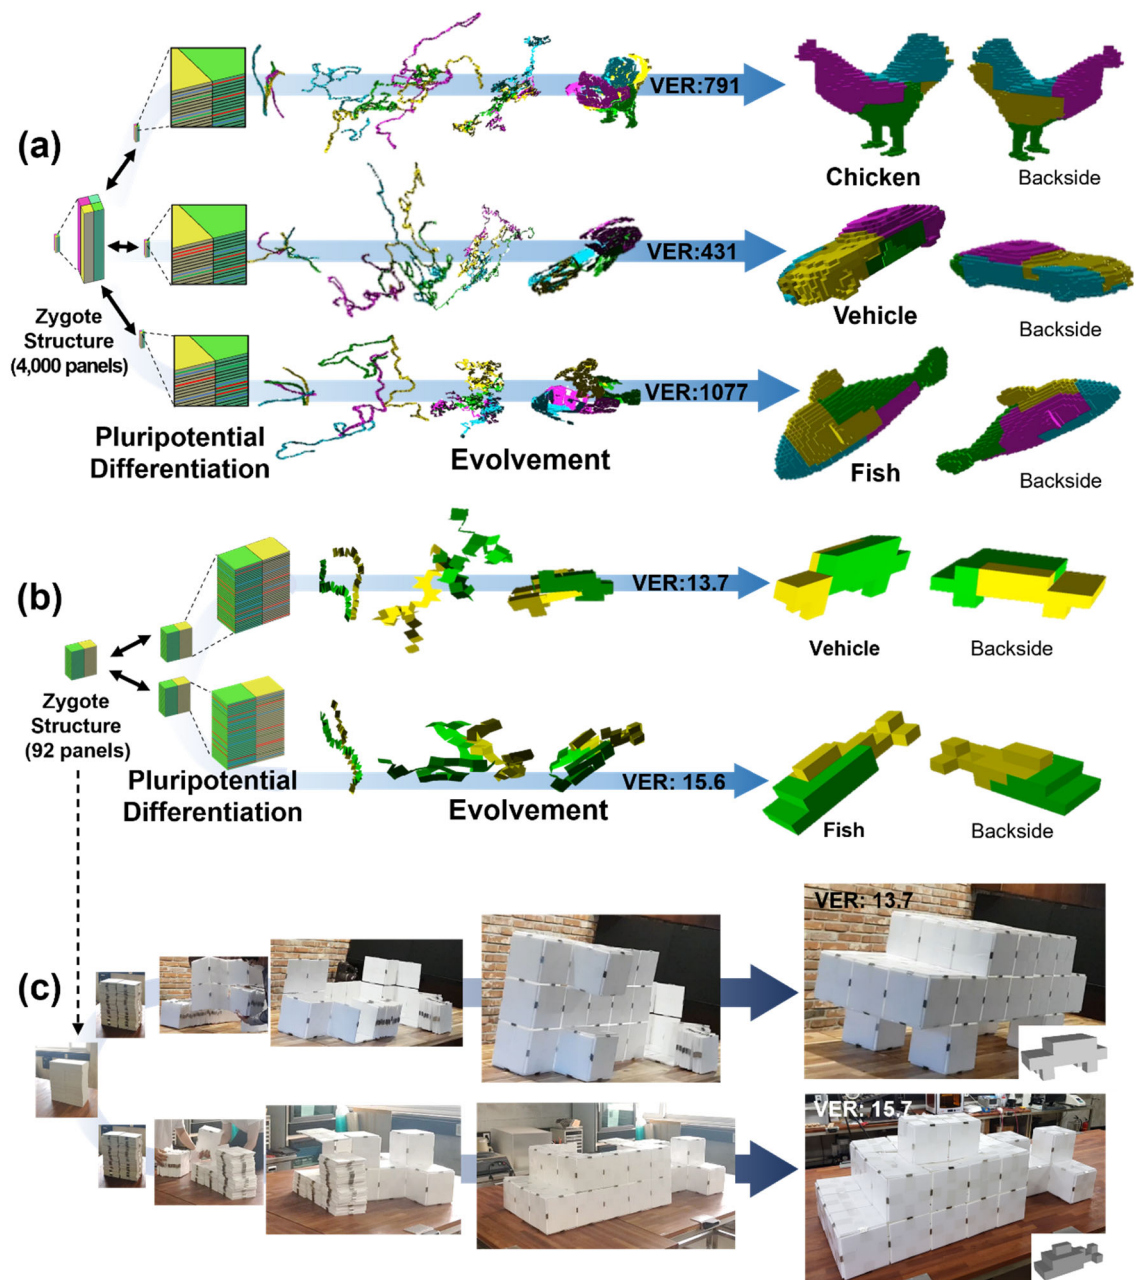 (a)
VER:791
Chicken
Backside
Zygote
Structure
(4,000 panels)
VER:431
Vehicle
Backside
VER:1077
Pluripotential
Differentiation
Evolvement
Fish
Backside
(b)
VER:13.7
Vehicle
Backside
Zygote
Structure
(92 panels)
Pluripotential
Differentiation
Evolvement
VER: 15.6
Fish
Backside
(c)
VER: 13.7
VER: 15.7